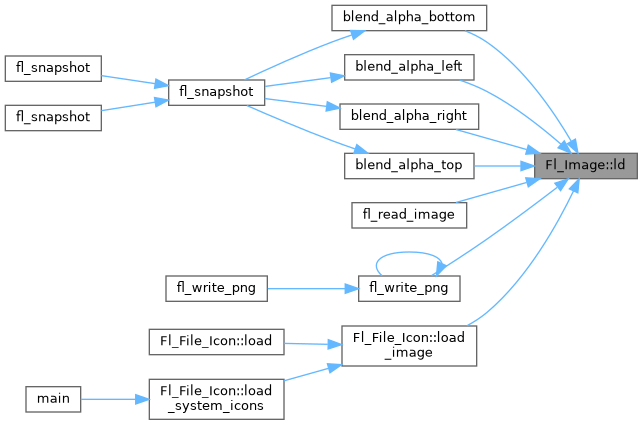 blend_alpha_bottom
fl_snapshot
blend_alpha_left
fl_snapshot
fl_snapshot
blend_alpha_right
blend_alpha_top
Fl_Image::ld
fl_read_image
fl_write_png
fl_write_png
Fl_File_Icon::load
Fl_File_Icon::load
_image
main
Fl_File_Icon::load
_system_icons